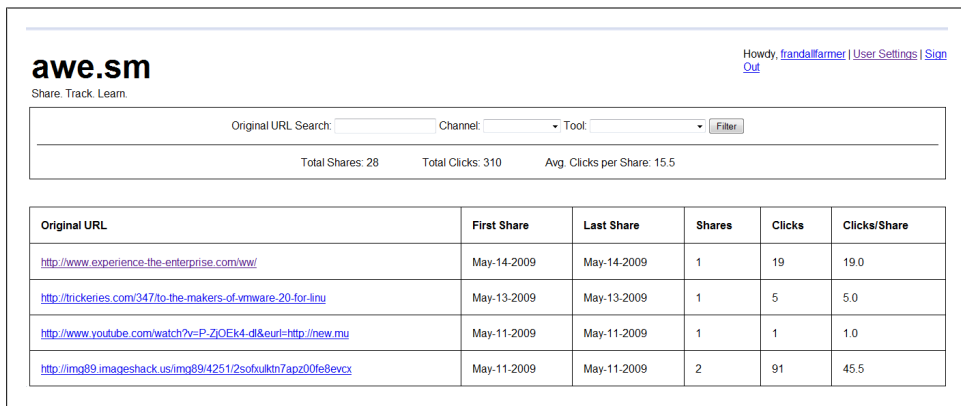 Howdy, frandallfarmer | User Settings | Sign
Out
awe.sm
Share. Track. Learn.
Original URL Search: Channel: Tool: Filter
Total Shares: 28 Total Clicks: 310 Avg. Clicks per Share: 15.5
Original URL First Share Last Share Shares Clicks Clicks/Share
http://www.experience-the-enterprise.com/ww/ May-14-2009 May-14-2009 1 19 19.0
http://trickeries.com/347/to-the-makers-of-vmware-20-for-linu May-13-2009 May-13-2009 1 5 5.0
http://www.youtube.com/watch?v=P-ZjOEk4-dI&eurl=http://new.mu May-11-2009 May-11-2009 1 1 1.0
http://img89.imageshack.us/img89/4251/2sofxulktn7apz00fe8evcx May-11-2009 May-11-2009 2 91 45.5